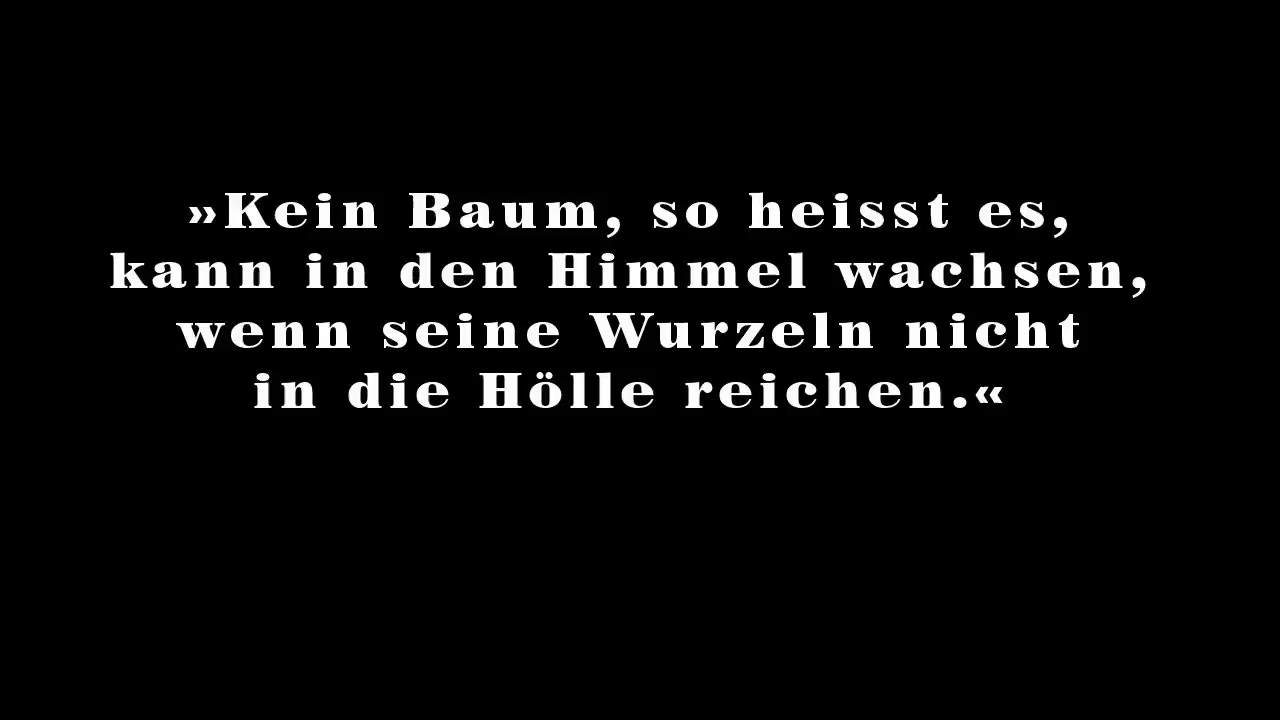 »Kein Baum, so heisst es,
kann in den Himmel wachsen,
wenn seine Wurzeln nicht
in die Hölle reichen.«